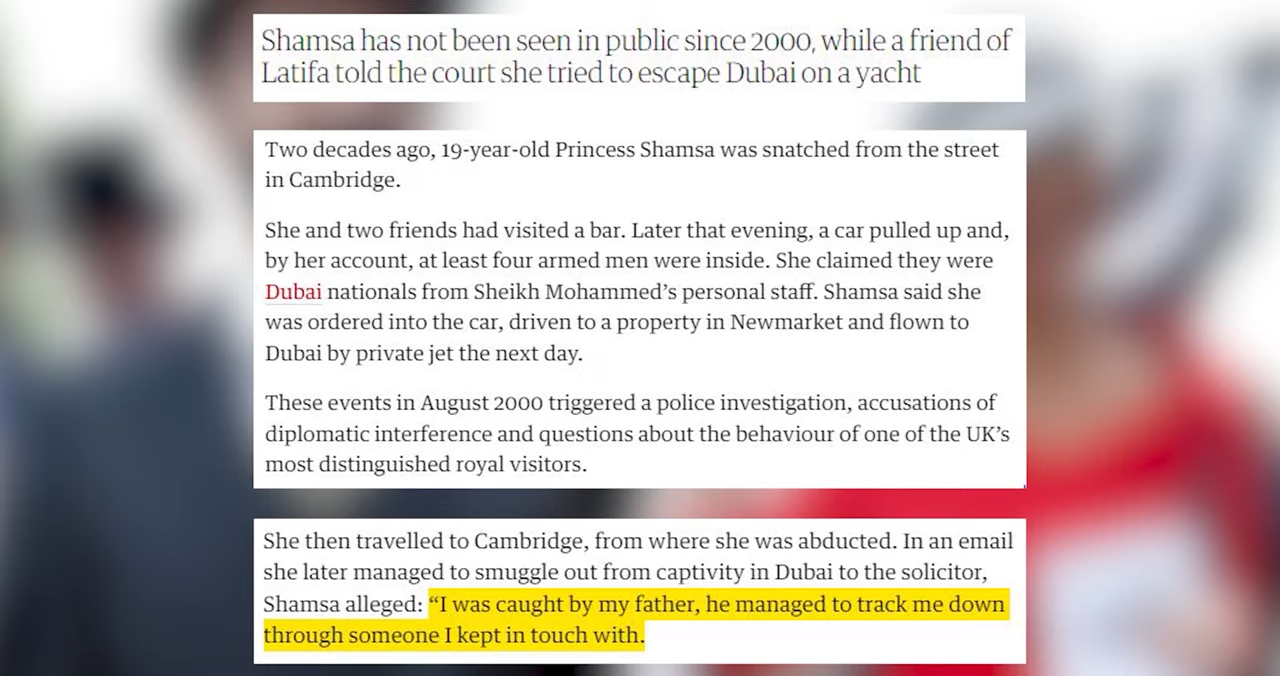 Shamsa has not been seen in public since 2000, while a friend of
Latifa told the court she tried to escape Dubai on a yacht
Two decades ago, 19-year-old Princess Shamsa was snatched from the street
in Cambridge.
She and two friends had visited a bar. Later that evening, a car pulled up and,
by her account, at least four armed men were inside. She claimed they were
Dubai nationals from Sheikh Mohammed’s personal staff. Shamsa said she
was ordered into the car, driven to a property in Newmarket and flown to
Dubai by private jet the next day.
These events in August 2000 triggered a police investigation, accusations of
diplomatic interference and questions about the behaviour of one of the UK’s
most distinguished royal visitors.
She then travelled to Cambridge, from where she was abducted. In an email
she later managed to smuggle out from captivity in Dubai to the solicitor,
Shamsa alleged: “I was caught by my father, he managed to track me down
through someone I kept in touch with.